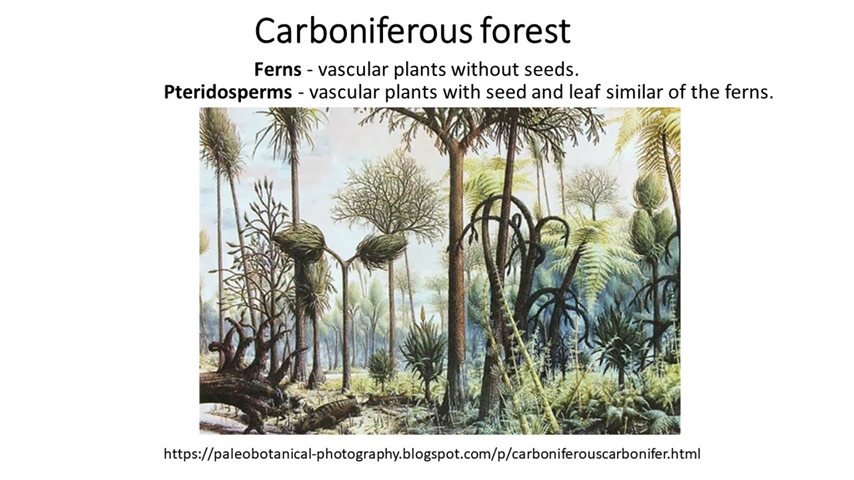 Carboniferous forest
Ferns - vascular plants without seeds.
Pteridosperms - vascular plants with seed and leaf similar of the ferns.
https://paleobotanical-photography.blogspot.com/p/carboniferouscarbonifer.html